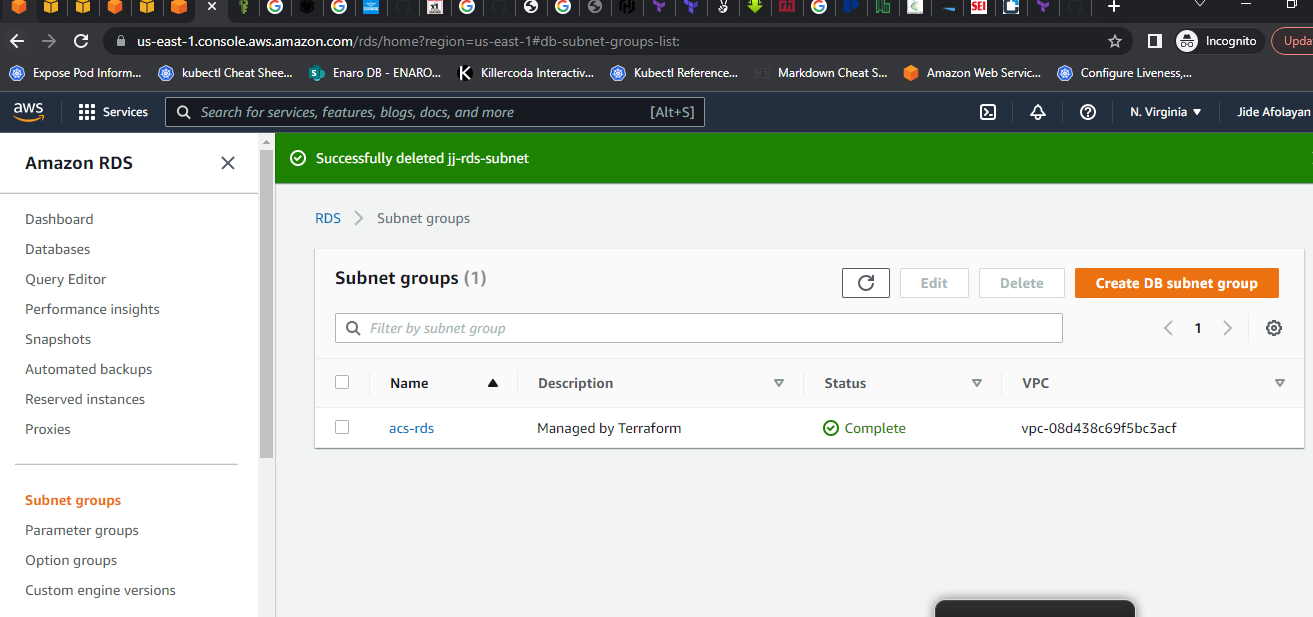 us-east-1.console.aws.amazon.com/rds/home?region=us-east-1#db-subnet-groups-list:
Incognito
Upda
Expose Pod Inform...
kubectl Cheat Shee...
Enaro DB - ENARO...
Killercoda Interactiv...
Kubectl Reference...
Markdown Cheat S...
Amazon Web Servic...
Configure Liveness,...
aws
Services
Search for services, features, blogs, docs, and more
[Alt+S]
N. Virginia
Jide Afolayan
Amazon RDS
Dashboard
Databases
Query Editor
Performance insights
Snapshots
Automated backups
Reserved instances
Proxies
Subnet groups
Parameter groups
Option groups
Custom engine versions
Successfully deleted jj-rds-subnet
RDS
Subnet groups
Subnet groups (1)
Edit
Delete
Create DB subnet group
Filter by subnet group
1
Name
Description
Status
VPC
acs-rds
Managed by Terraform
Complete
vpc-08d438c69f5bc3acf